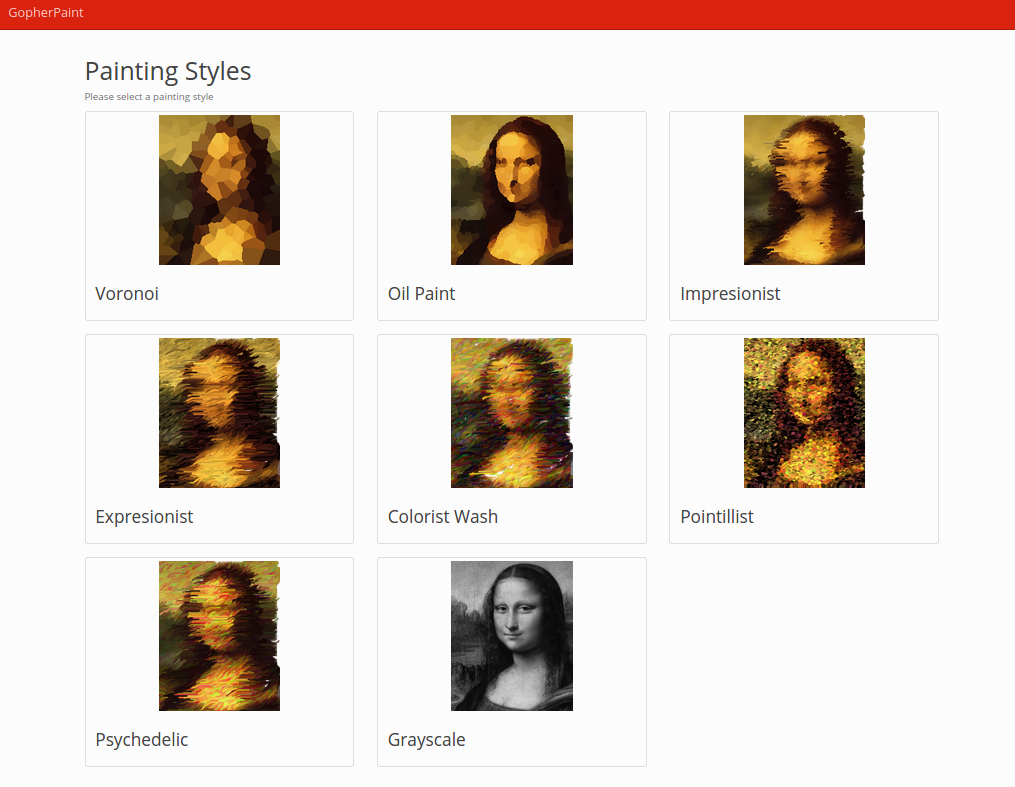 GopherPaint
Painting Styles
Please select a painting style
Voronoi
Oil Paint
Impresionist
Expresionist
Colorist Wash
Pointillist
Psychedelic
Grayscale